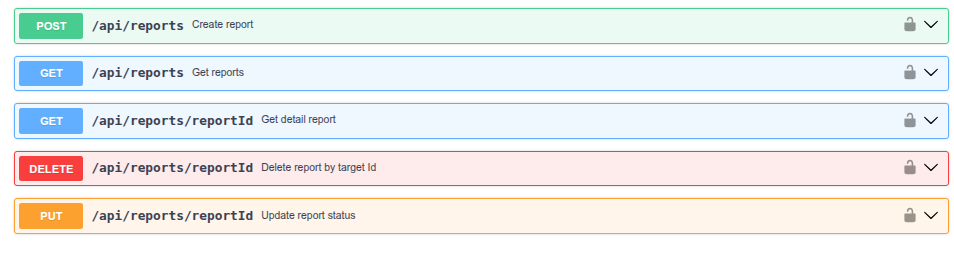 POST /api/reports Create report
GET /api/reports Get reports
GET /api/reports/reportId Get detail report
DELETE /api/reports/reportId Delete report by target Id
PUT /api/reports/reportId Update report status